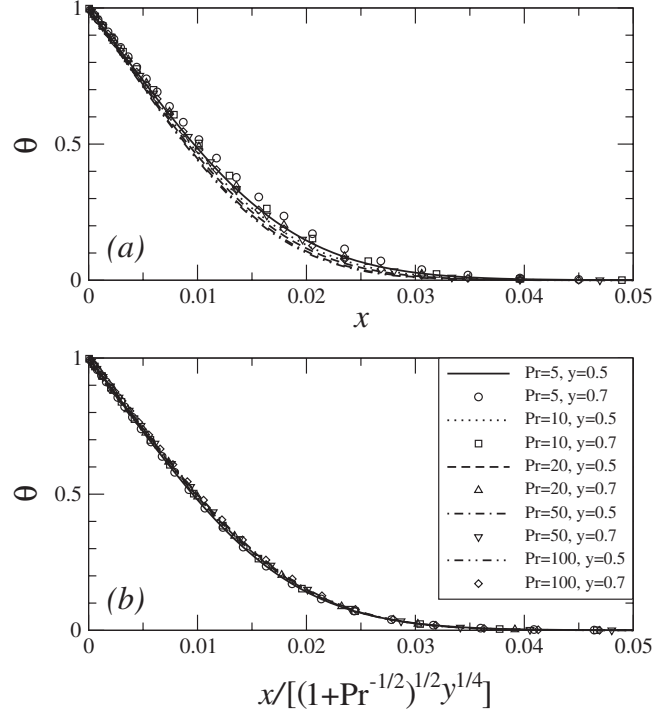 1
0.5
0
θ
(a)
0 0.01 0.02 0.03 0.04 0.05
x
1
0.5
0
θ
(b)
Pr=5, y=0.5
Pr=5, y=0.7
Pr=10, y=0.5
Pr=10, y=0.7
Pr=20, y=0.5
Pr=20, y=0.7
Pr=50, y=0.5
Pr=50, y=0.7
Pr=100, y=0.5
Pr=100, y=0.7
0 0.01 0.02 0.03 0.04 0.05
x/[(1+Pr^{-1/2})^{1/2}y^{1/4}]